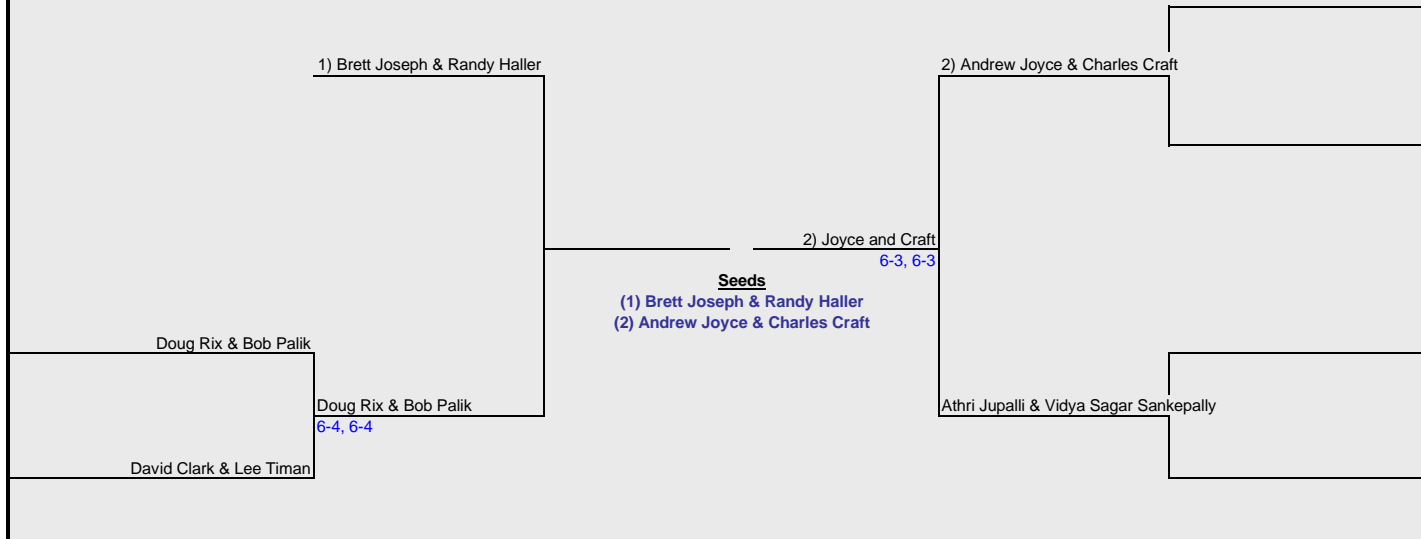 1) Brett Joseph & Randy Haller
2) Andrew Joyce & Charles Craft
2) Joyce and Craft
6-3, 6-3
Seeds
(1) Brett Joseph & Randy Haller
(2) Andrew Joyce & Charles Craft
Doug Rix & Bob Palik
Doug Rix & Bob Palik
6-4, 6-4
Athri Jupalli & Vidya Sagar Sankepally
David Clark & Lee Timan